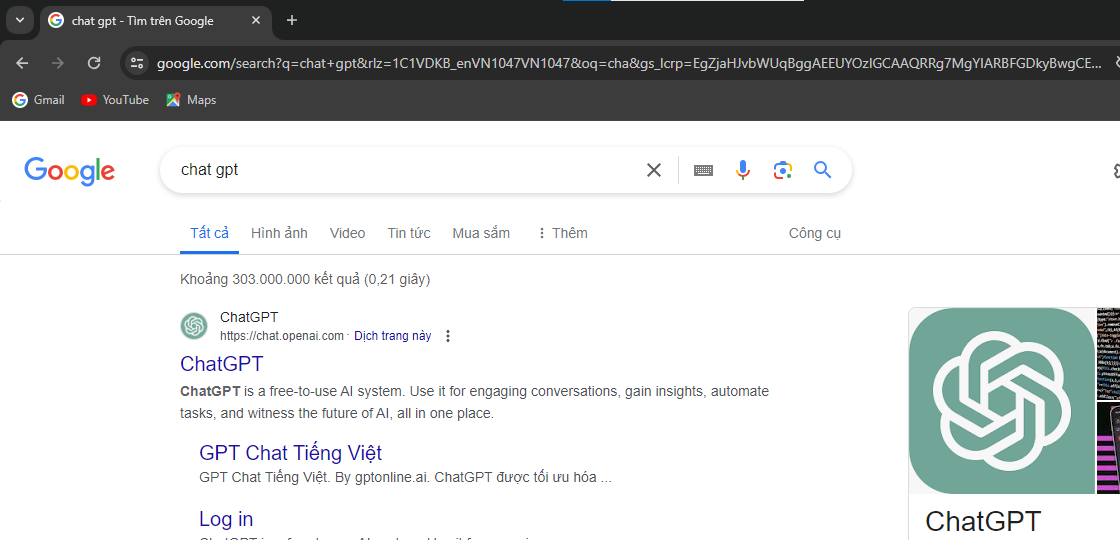 chat gpt - Tìm trên Google
google.com/search?q=chat+gpt&rlz=1C1VDKB_enVN1047VN1047&oq=cha&gs_lcrp=EgZjaHJvbWUqBggAEEUYOzIGCAAQRRg7MgYIARBFGDkyBwgCE...
Gmail YouTube Maps
Google chat gpt
Tất cả Hình ảnh Video Tin tức Mua sắm Thêm Công cụ
Khoảng 303.000.000 kết quả (0,21 giây)
ChatGPT
https://chat.openai.com · Dịch trang này
ChatGPT
ChatGPT is a free-to-use AI system. Use it for engaging conversations, gain insights, automate
tasks, and witness the future of AI, all in one place.
GPT Chat Tiếng Việt
GPT Chat Tiếng Việt. By gptonline.ai. ChatGPT được tối ưu hóa ...
Log in
ChatGPT